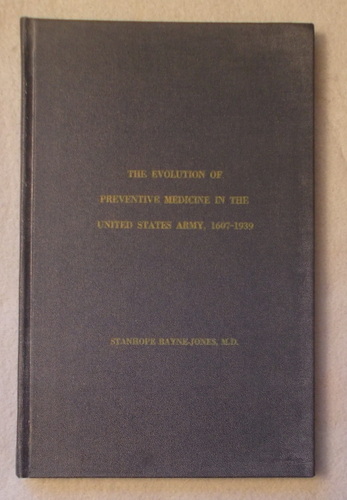 THE EVOLUTION OF
PREVENTIVE MEDICINE IN THE
UNITED STATES ARMY, 1607-1939
STANHOPE BAYNE-JONES, M.D.